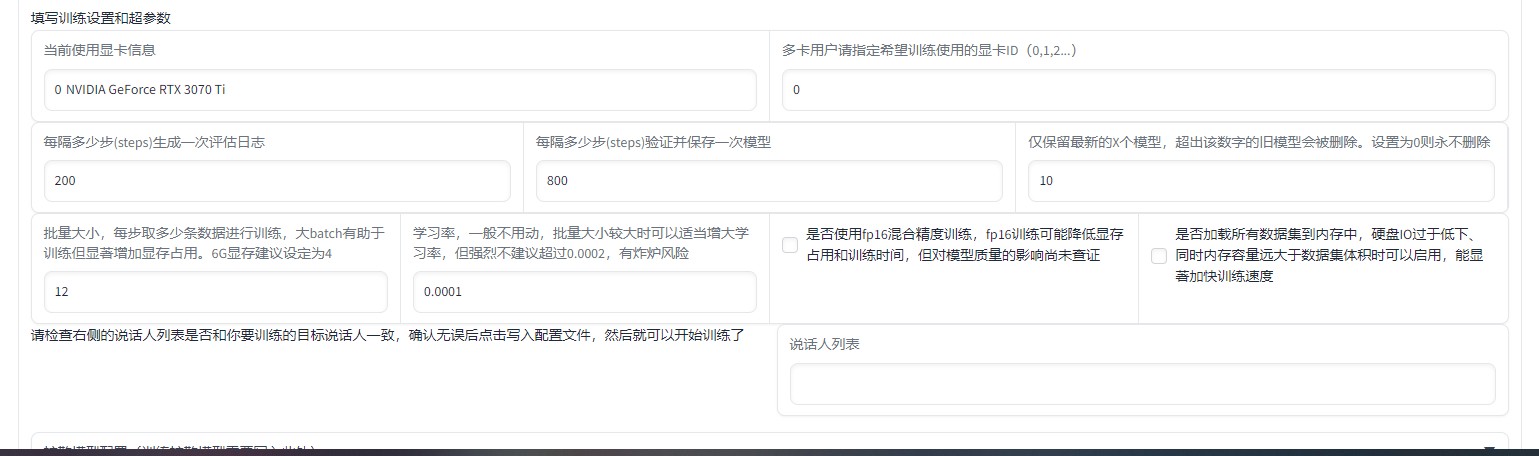 填写训练设置和超参数
当前使用显卡信息
多卡用户请指定希望训练使用的显卡ID（0,1,2...）
0 NVIDIA GeForce RTX 3070 Ti
0
每隔多少步(steps)生成一次评估日志
每隔多少步(steps)验证并保存一次模型
仅保留最新的X个模型，超出该数字的旧模型会被删除。设置为0则永不删除
200
800
10
批量大小，每步取多少条数据进行训练，大batch有助于
训练但显著增加显存占用。6G显存建议设定为4
12
学习率，一般不用动，批量大小较大时可以适当增大学
习率，但强烈不建议超过0.0002，有炸炉风险
0.0001
是否使用fp16混合精度训练，fp16训练可能降低显存
占用和训练时间，但对模型质量的影响尚未查证
是否加载所有数据集到内存中，硬盘IO过于低下、
同时内存容量远大于数据集体积时可以启用，能显
著加快训练速度
请检查右侧的说话人列表是否和你要训练的目标说话人一致，确认无误后点击写入配置文件，然后就可以开始训练了
说话人列表